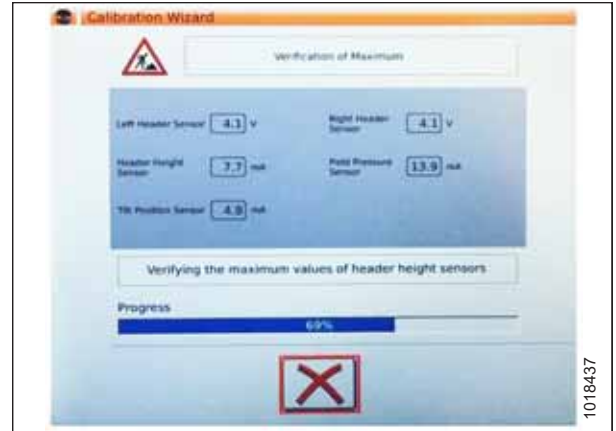 Calibration Wizard
Verification of Maximum
Left Header Sensor 4.1 V
Right Header
Sensor 4.1 V
Header Height
Sensor 7.7 mA
Field Pressure
Sensor 13.9 mA
Tilt Position Sensor 4.8 mA
Verifying the maximum values of header height sensors
Progress
69%
1018437